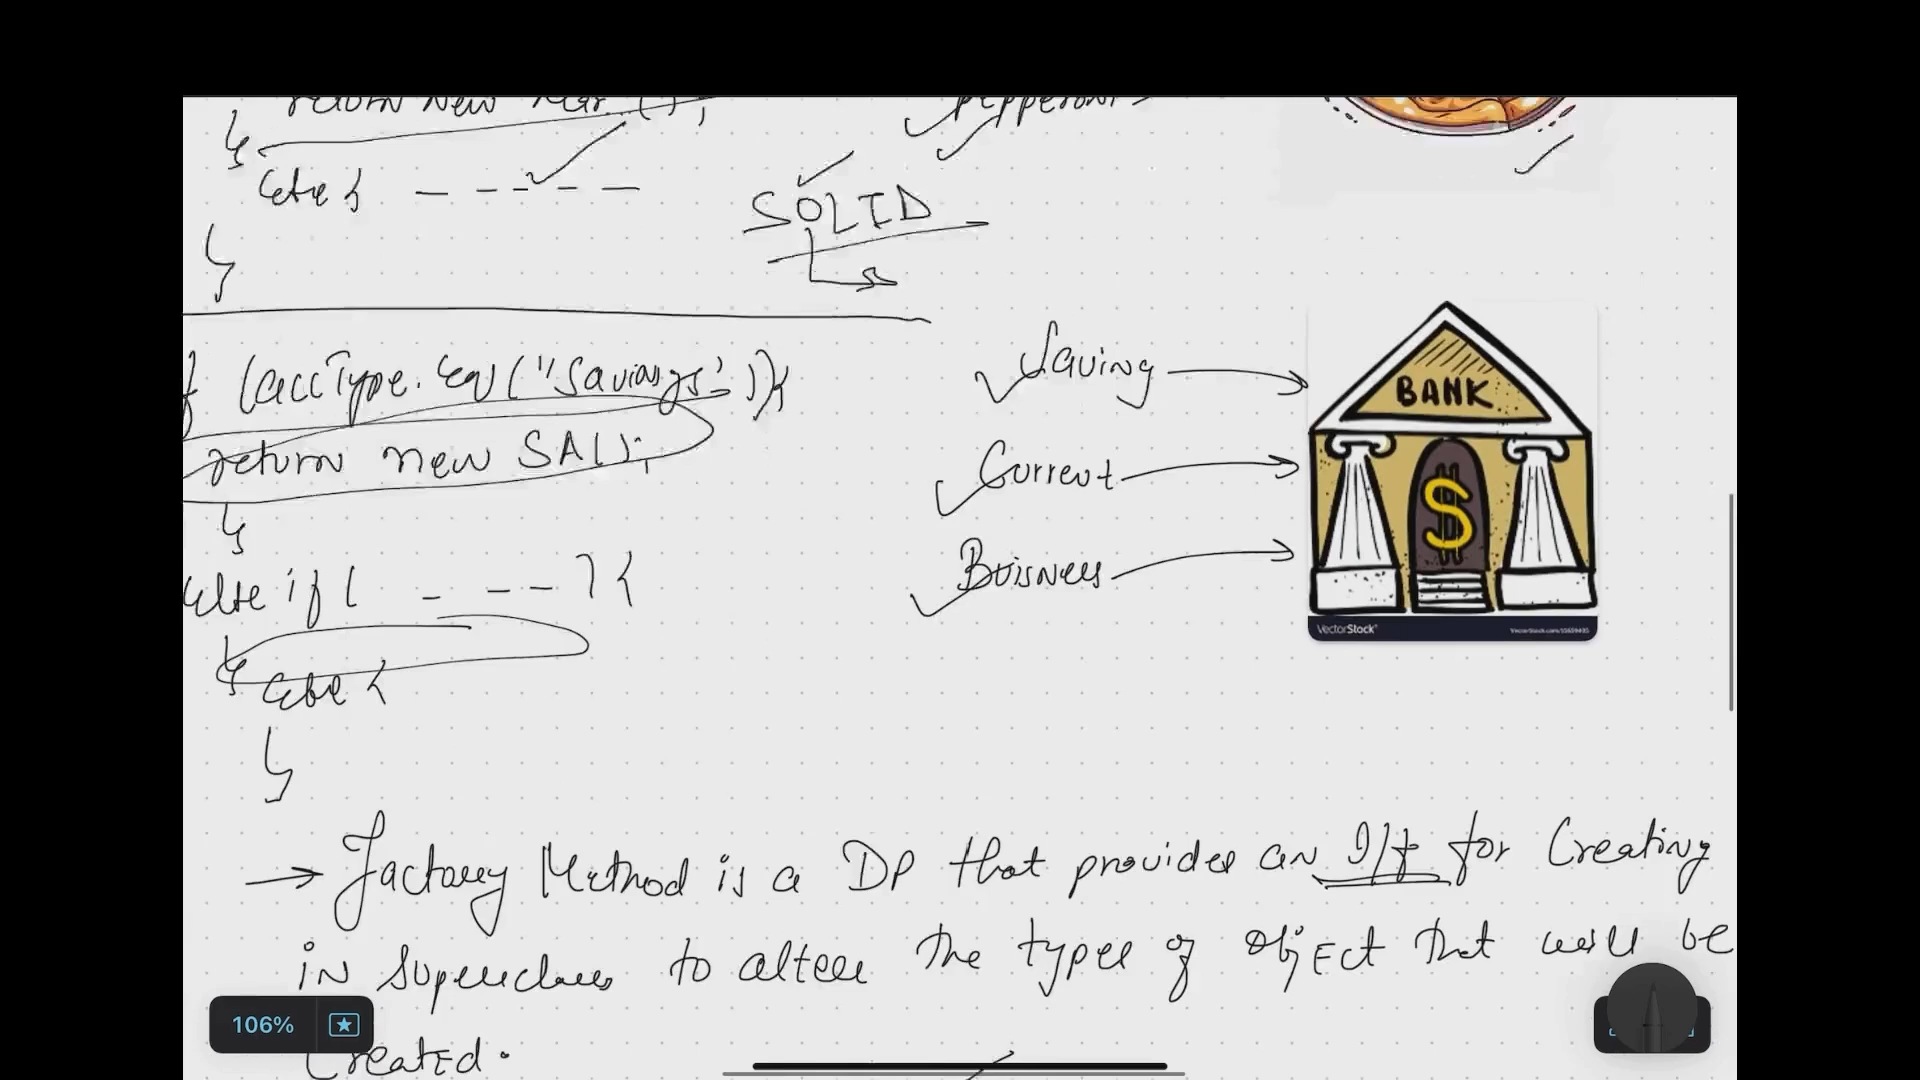 return new Mar ();
pepperoni
else { — - - - —
SOLID
Saving
if (accType.eq("Savings")){
BANK
return new SA();
Current
$
else if ( - - - ) {
Buisness
VectorStock
else {
→ Factory Method is a DP that provides an I/f for Creating
in Superclass to alter the types of object that will be
106%
Created.